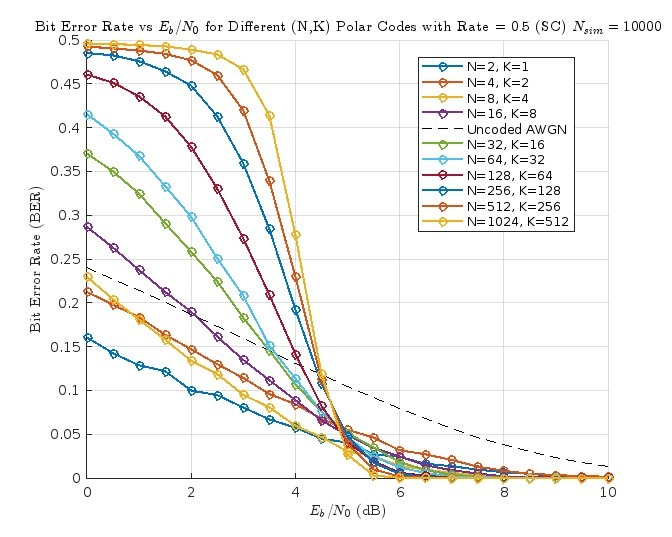 Bit Error Rate vs E_b/N_0 for Different (N,K) Polar Codes with Rate = 0.5 (SC) N_sim = 10000
0.5
0.45
0.4
0.35
0.3
0.25
0.2
0.15
0.1
0.05
0
Bit Error Rate (BER)
N=2, K=1
N=4, K=2
N=8, K=4
N=16, K=8
Uncoded AWGN
N=32, K=16
N=64, K=32
N=128, K=64
N=256, K=128
N=512, K=256
N=1024, K=512
0 2 4 6 8 10
E_b/N_0 (dB)